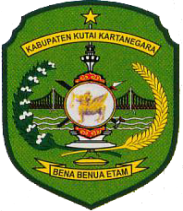 KABUPATEN KUTAI KARTANEGARA
BENA BENUA ETAM